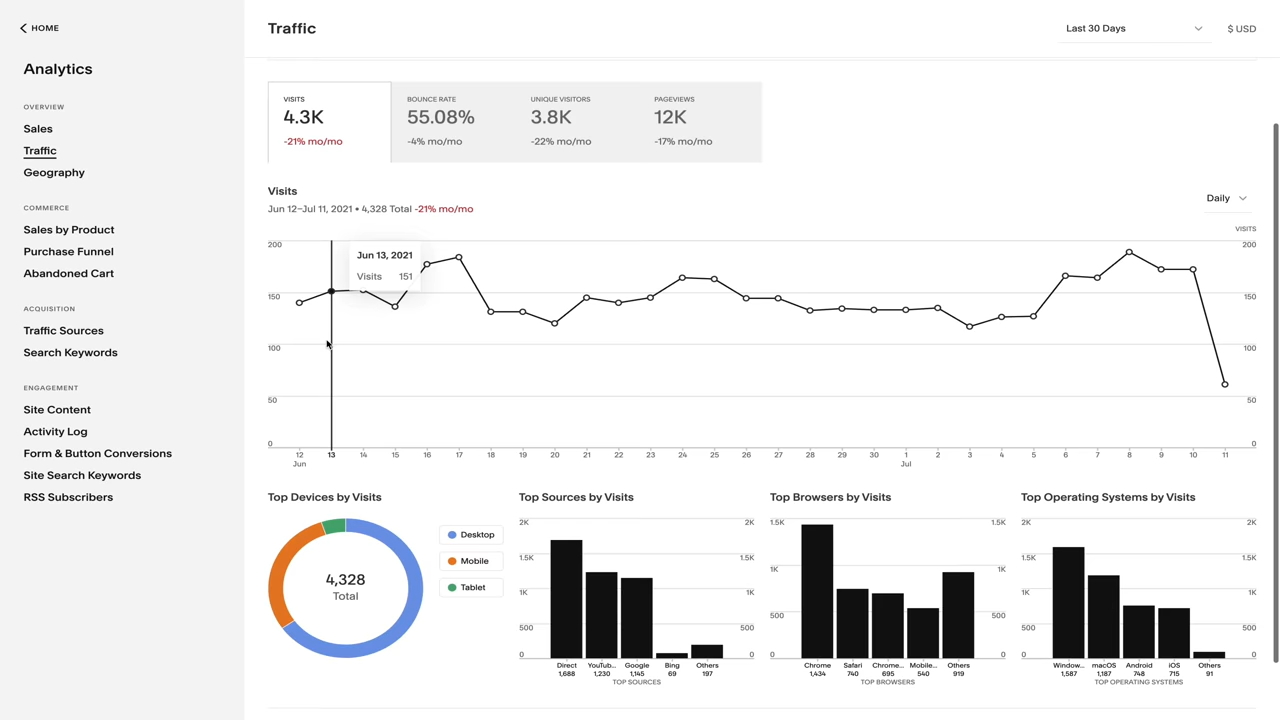 HOME
Analytics
OVERVIEW
Sales
Traffic
Geography
COMMERCE
Sales by Product
Purchase Funnel
Abandoned Cart
ACQUISITION
Traffic Sources
Search Keywords
ENGAGEMENT
Site Content
Activity Log
Form & Button Conversions
Site Search Keywords
RSS Subscribers
Traffic
Last 30 Days
$ USD
VISITS
4.3K
-21% mo/mo
BOUNCE RATE
55.08%
-4% mo/mo
UNIQUE VISITORS
3.8K
-22% mo/mo
PAGEVIEWS
12K
-17% mo/mo
Visits
Jun 12–Jul 11, 2021 • 4,328 Total -21% mo/mo
Daily
VISITS
200 200
Jun 13, 2021
Visits 151
150 150
100 100
50 50
0 0
12 13 14 15 16 17 18 19 20 21 22 23 24 25 26 27 28 29 30 1 2 3 4 5 6 7 8 9 10 11
Jun Jul
Top Devices by Visits
4,328
Total
Desktop
Mobile
Tablet
Top Sources by Visits
2K 2K
1.5K 1.5K
1K 1K
500 500
0 0
Direct YouTub... Google Bing Others
1,688 1,230 1,145 69 197
TOP SOURCES
Top Browsers by Visits
1.5K 1.5K
1K 1K
500 500
0 0
Chrome Safari Chrome... Mobile... Others
1,434 740 695 540 919
TOP BROWSERS
Top Operating Systems by Visits
2K 2K
1.5K 1.5K
1K 1K
500 500
0 0
Window... macOS Android iOS Others
1,587 1,187 748 715 91
TOP OPERATING SYSTEMS